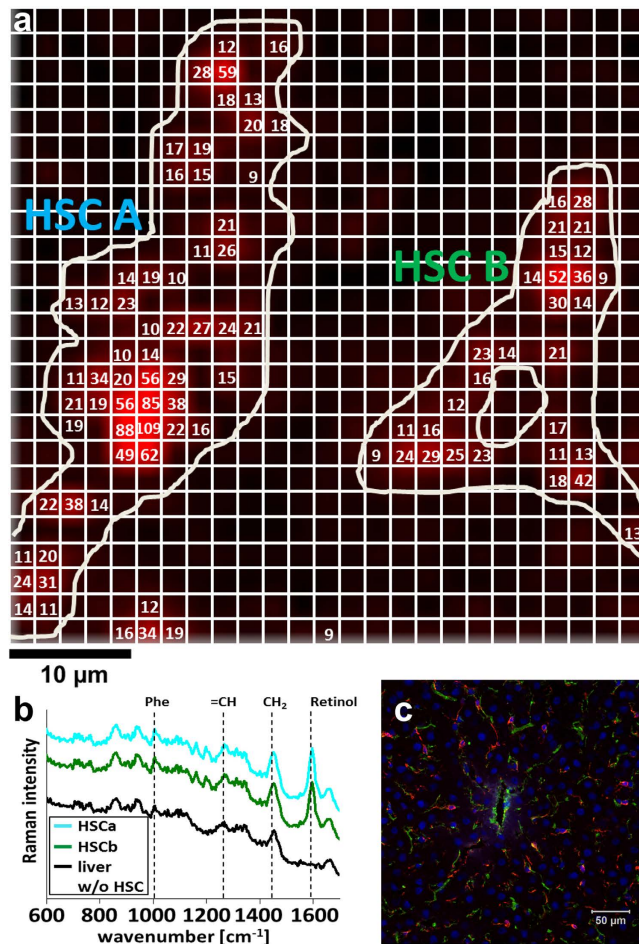 a
12 16
28 59
18 13
20 18
17 19
16 15 9
16 28
HSC A
21
21 21
11 26
15 12
HSC B
14 19 10
14 52 36 9
13 12 23
30 14
10 22 27 24 21
10 14
23 14 21
11 34 20 56 29 15
16
21 19 56 85 38
12
19 88 109 22 16
11 16 17
49 62
9 24 29 25 23 11 13
22 38 14
18 42
13
11 20
24 31
14 11 12
16 34 19 9
10 µm
b
Phe =CH CH₂ Retinol
Raman intensity
HSCa
HSCb
liver
w/o HSC
600 800 1000 1200 1400 1600
wavenumber [cm⁻¹]
c
50 µm